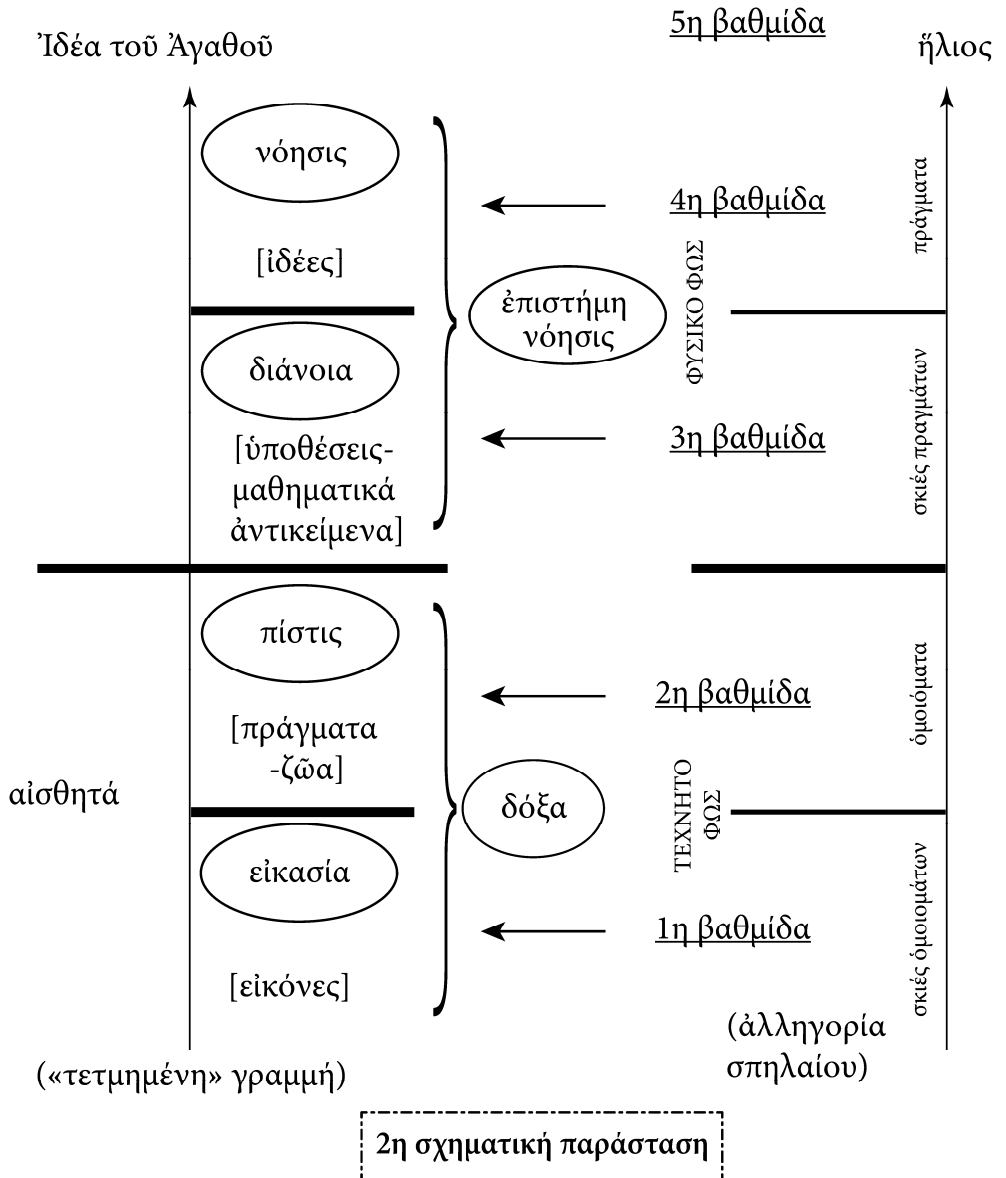 5η βαθμίδα
Ἰδέα τοῦ Ἀγαθοῦ
ἥλιος
νόησις
4η βαθμίδα
πράγματα
[ἰδέες]
ἐπιστήμη
νόησις
ΦΥΣΙΚΟ ΦΩΣ
διάνοια
3η βαθμίδα
σκιές πραγμάτων
[ὑποθέσεις-
μαθηματικά
ἀντικείμενα]
πίστις
2η βαθμίδα
ὁμοιόματα
[πράγματα
-ζῶα]
αἰσθητά
δόξα
ΤΕΧΝΗΤΟ
ΦΩΣ
εἰκασία
1η βαθμίδα
σκιές ὁμοιομάτων
[εἰκόνες]
(ἀλληγορία
σπηλαίου)
(«τετμημένη» γραμμή)
2η σχηματική παράσταση